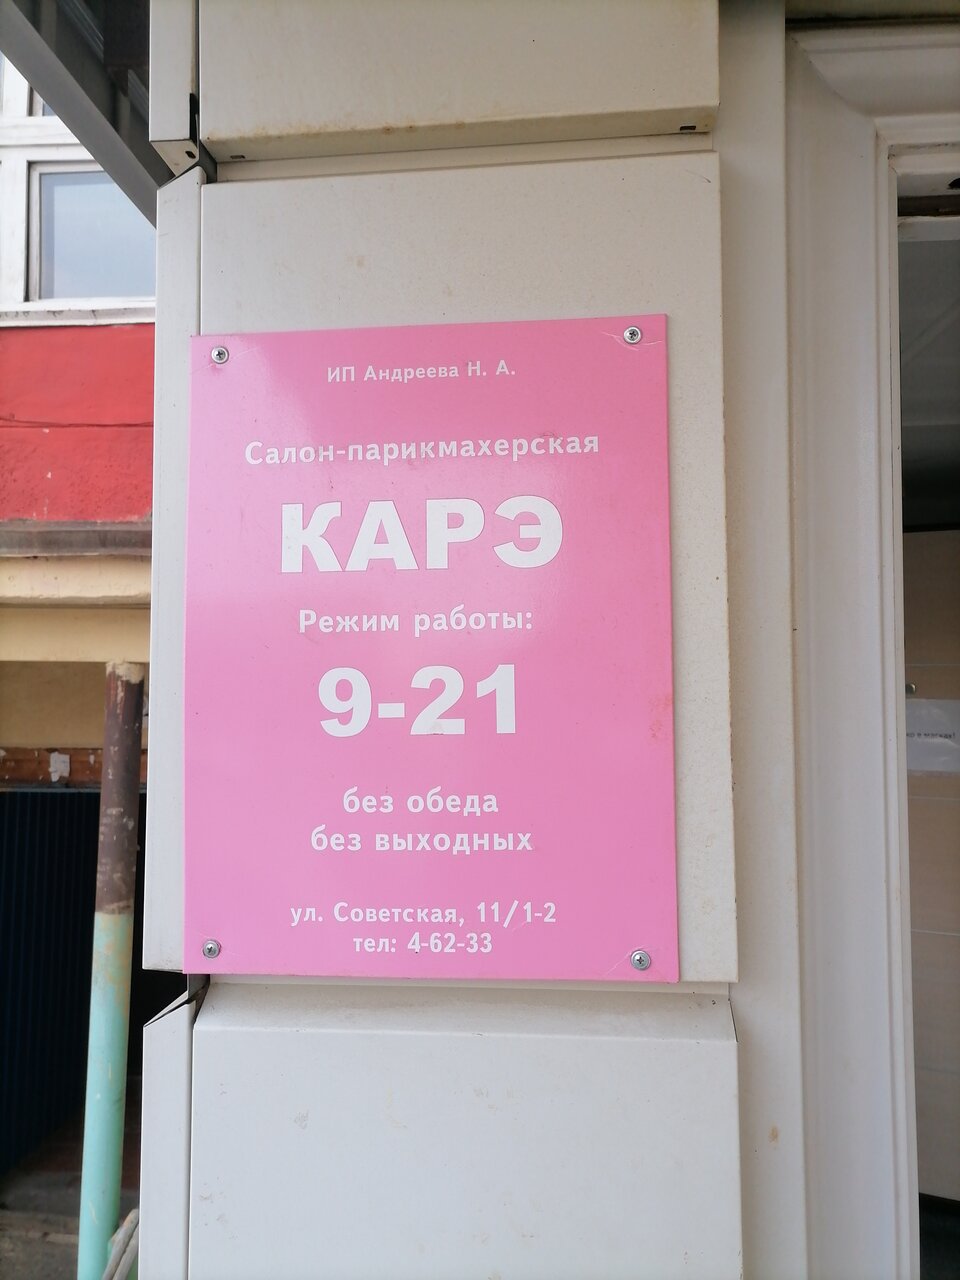 ИП Андреева Н. А.
Салон-парикмахерская
КАРЭ
Режим работы:
9-21
без обеда
без выходных
ул. Советская, 11/1-2
тел: 4-62-33